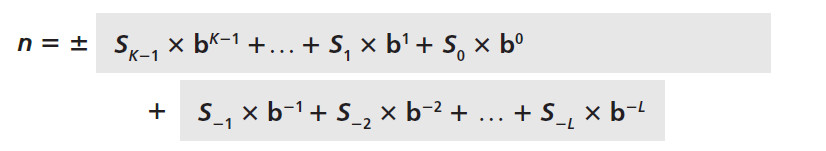 n = ± S_{K−1} × b^{K−1} + ... + S_1 × b^1 + S_0 × b^0
+ S_{−1} × b^{−1} + S_{−2} × b^{−2} + ... + S_{−L} × b^{−L}